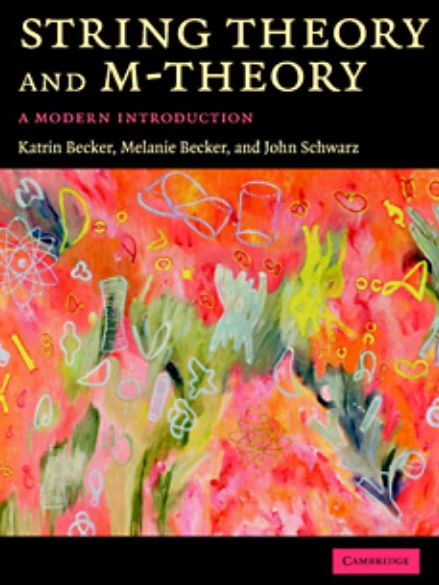 STRING THEORY
AND M-THEORY
A MODERN INTRODUCTION
Katrin Becker, Melanie Becker, and John Schwarz
CAMBRIDGE